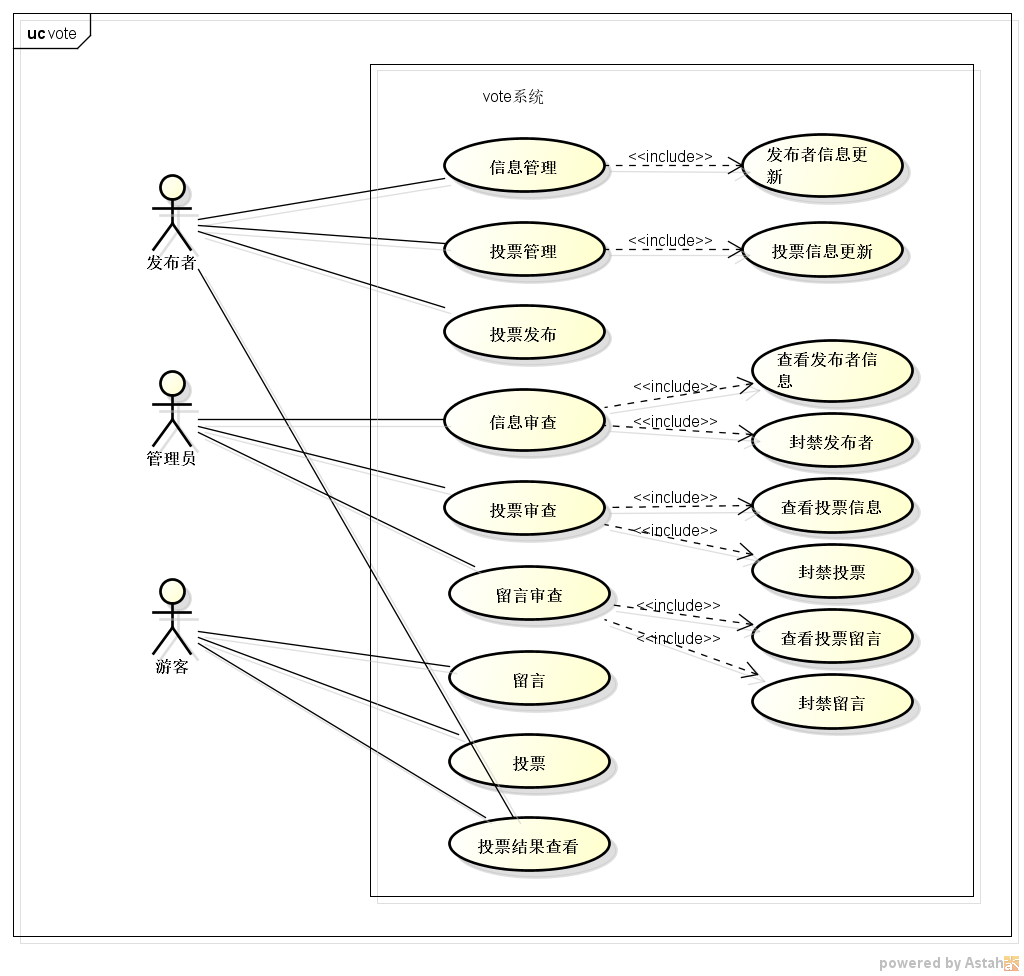 uc vote
vote系统
信息管理
<<include>>
发布者信息更
新
发布者
投票管理
<<include>>
投票信息更新
投票发布
管理员
信息审查
<<include>>
查看发布者信
息
<<include>>
封禁发布者
投票审查
<<include>>
查看投票信息
<<include>>
封禁投票
留言审查
<<include>>
查看投票留言
<<include>>
封禁留言
游客
留言
投票
投票结果查看
powered by Astah